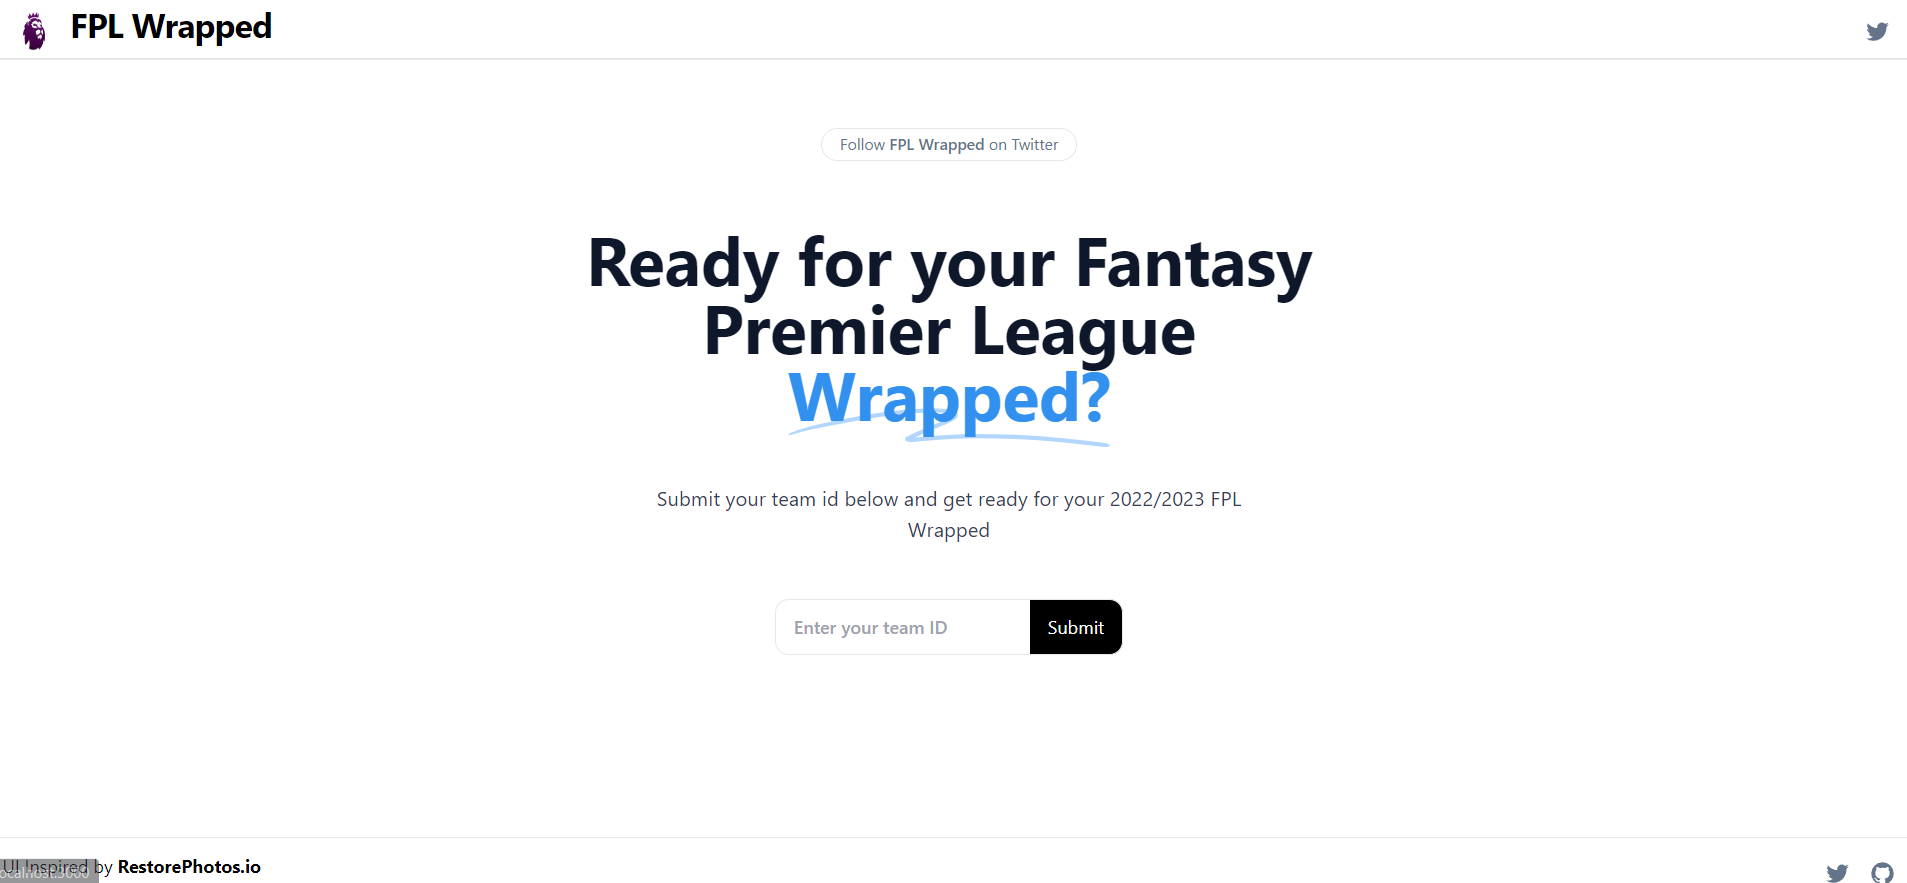 FPL Wrapped
Follow FPL Wrapped on Twitter
Ready for your Fantasy
Premier League
Wrapped?
Submit your team id below and get ready for your 2022/2023 FPL
Wrapped
Enter your team ID
Submit
UI Inspired by RestorePhotos.io
ocalhost:3000